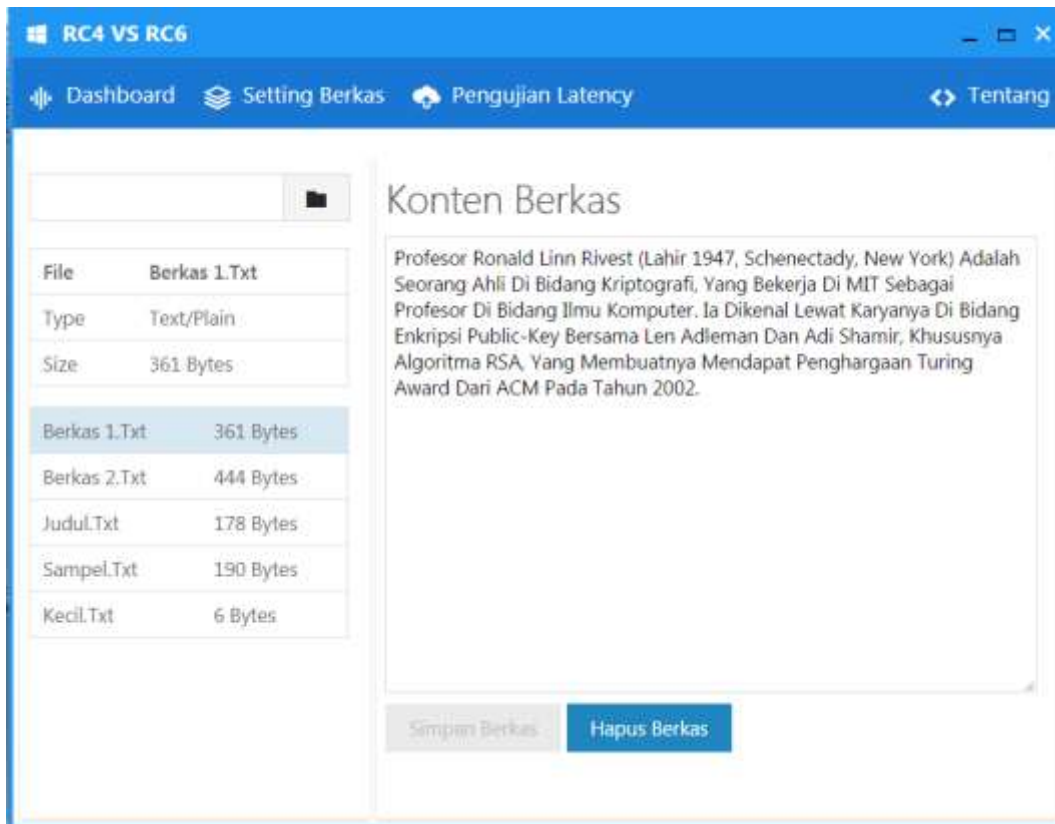 RC4 VS RC6
Dashboard Setting Berkas Pengujian Latency Tentang
Konten Berkas
File Berkas 1.Txt
Type Text/Plain
Size 361 Bytes
Berkas 1.Txt 361 Bytes
Berkas 2.Txt 444 Bytes
Judul.Txt 178 Bytes
Sampel.Txt 190 Bytes
Kecil.Txt 6 Bytes
Profesor Ronald Linn Rivest (Lahir 1947, Schenectady, New York) Adalah
Seorang Ahli Di Bidang Kriptografi, Yang Bekerja Di MIT Sebagai
Profesor Di Bidang Ilmu Komputer. Ia Dikenal Lewat Karyanya Di Bidang
Enkripsi Public-Key Bersama Len Adleman Dan Adi Shamir, Khususnya
Algoritma RSA, Yang Membuatnya Mendapat Penghargaan Turing
Award Dari ACM Pada Tahun 2002.
Simpan Berkas Hapus Berkas